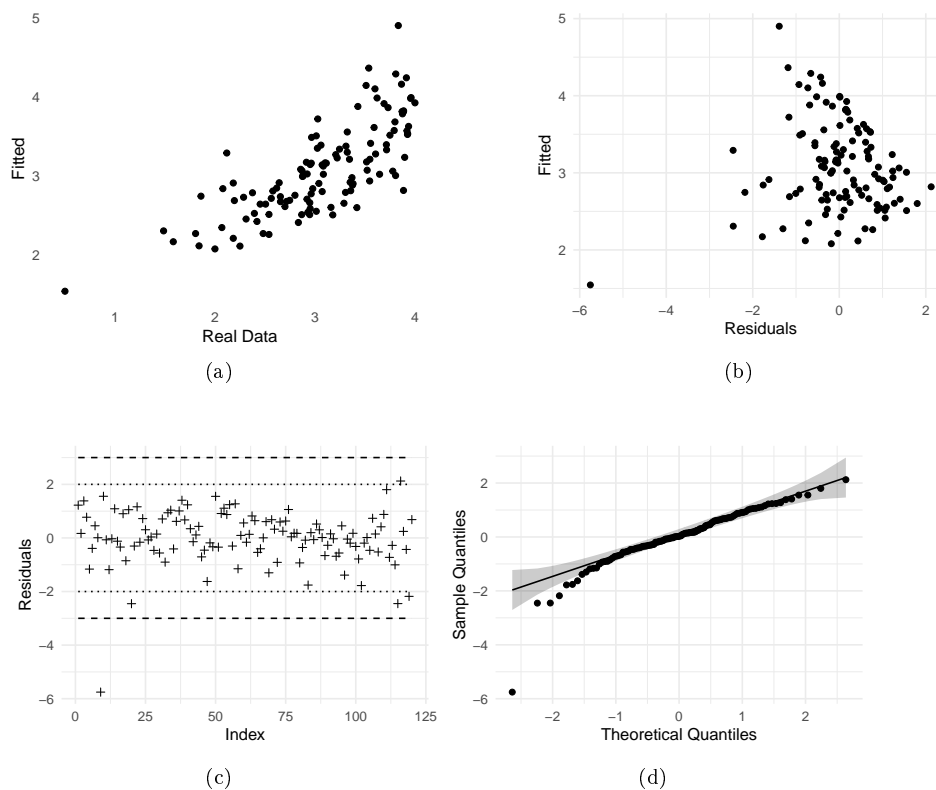 5
4
3
2
Fitted
1 2 3 4
Real Data
(a)
5
4
3
2
Fitted
−6 −4 −2 0 2
Residuals
(b)
2
0
−2
−4
−6
Residuals
0 25 50 75 100 125
Index
(c)
2
0
−2
−4
−6
Sample Quantiles
−2 −1 0 1 2
Theoretical Quantiles
(d)